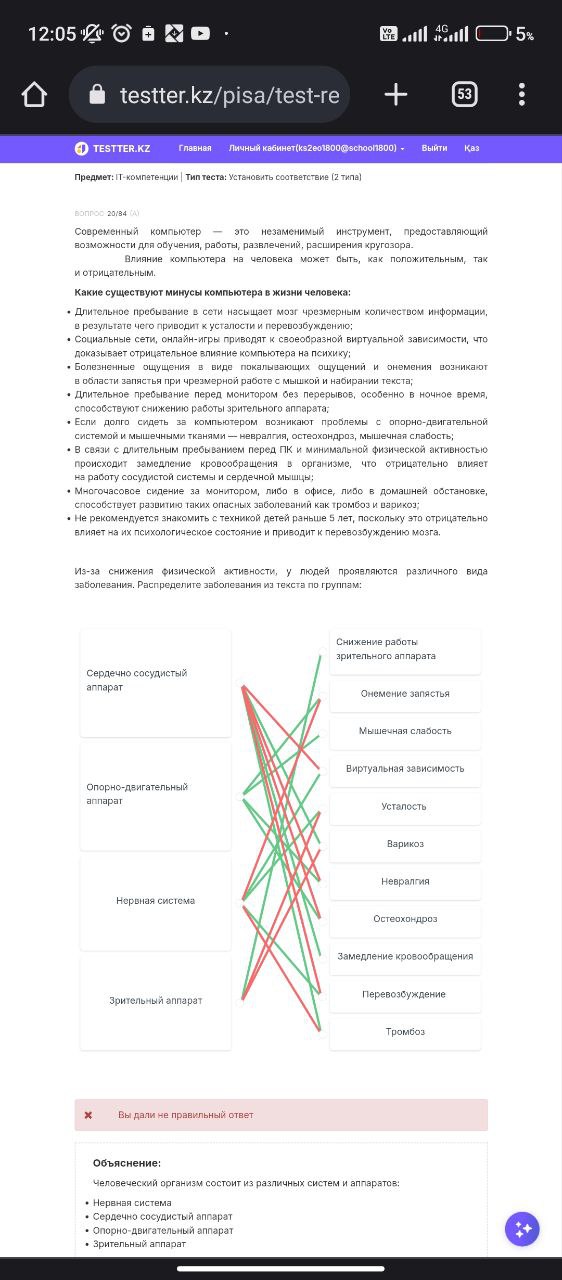 12:05
Vo LTE
4G
5%
testter.kz/pisa/test-re
53
TESTTER.KZ
Главная
Личный кабинет(ks2eo1800@school1800)
Выйти
Қаз
Предмет: IT-компетенции | Тип теста: Установить соответствие (2 типа)
ВОПРОС 20/84 (A)
Современный компьютер — это незаменимый инструмент, предоставляющий
возможности для обучения, работы, развлечений, расширения кругозора.
Влияние компьютера на человека может быть, как положительным, так
и отрицательным.
Какие существуют минусы компьютера в жизни человека:
• Длительное пребывание в сети насыщает мозг чрезмерным количеством информации,
в результате чего приводит к усталости и перевозбуждению;
• Социальные сети, онлайн-игры приводят к своеобразной виртуальной зависимости, что
доказывает отрицательное влияние компьютера на психику;
• Болезненные ощущения в виде покалывающих ощущений и онемения возникают
в области запястья при чрезмерной работе с мышкой и набирании текста;
• Длительное пребывание перед монитором без перерывов, особенно в ночное время,
способствуют снижению работы зрительного аппарата;
• Если долго сидеть за компьютером возникают проблемы с опорно-двигательной
системой и мышечными тканями — невралгия, остеохондроз, мышечная слабость;
• В связи с длительным пребыванием перед ПК и минимальной физической активностью
происходит замедление кровообращения в организме, что отрицательно влияет
на работу сосудистой системы и сердечной мышцы;
• Многочасовое сидение за монитором, либо в офисе, либо в домашней обстановке,
способствует развитию таких опасных заболеваний как тромбоз и варикоз;
• Не рекомендуется знакомить с техникой детей раньше 5 лет, поскольку это отрицательно
влияет на их психологическое состояние и приводит к перевозбуждению мозга.
Из-за снижения физической активности, у людей проявляются различного вида
заболевания. Распределите заболевания из текста по группам:
Сердечно сосудистый
аппарат
Опорно-двигательный
аппарат
Нервная система
Зрительный аппарат
Снижение работы
зрительного аппарата
Онемение запястья
Мышечная слабость
Виртуальная зависимость
Усталость
Варикоз
Невралгия
Остеохондроз
Замедление кровообращения
Перевозбуждение
Тромбоз
Вы дали не правильный ответ
Объяснение:
Человеческий организм состоит из различных систем и аппаратов:
• Нервная система
• Сердечно сосудистый аппарат
• Опорно-двигательный аппарат
• Зрительный аппарат